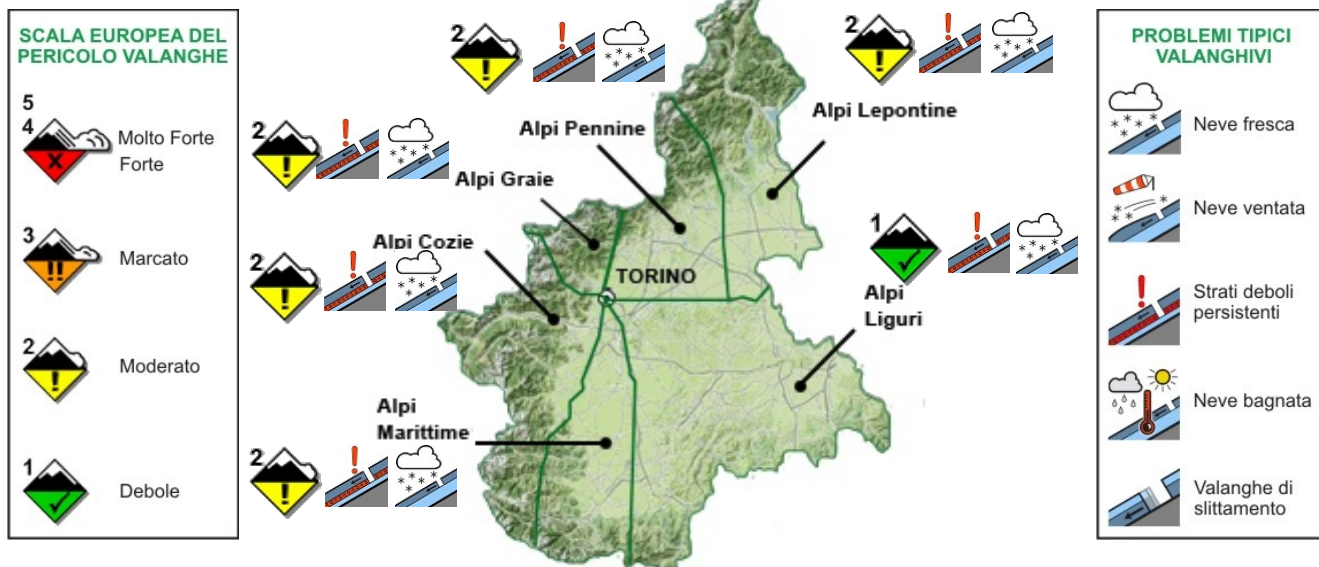 SCALA EUROPEA DEL
PERICOLO VALANGHE
5
4
Molto Forte
Forte
3
Marcato
2
Moderato
1
Debole
2
2
2
2
2
1
Alpi Lepontine
Alpi Pennine
Alpi Graie
Alpi Cozie
TORINO
Alpi
Liguri
Alpi
Marittime
PROBLEMI TIPICI
VALANGHIVI
Neve fresca
Neve ventata
Strati deboli
persistenti
Neve bagnata
Valanghe di
slittamento